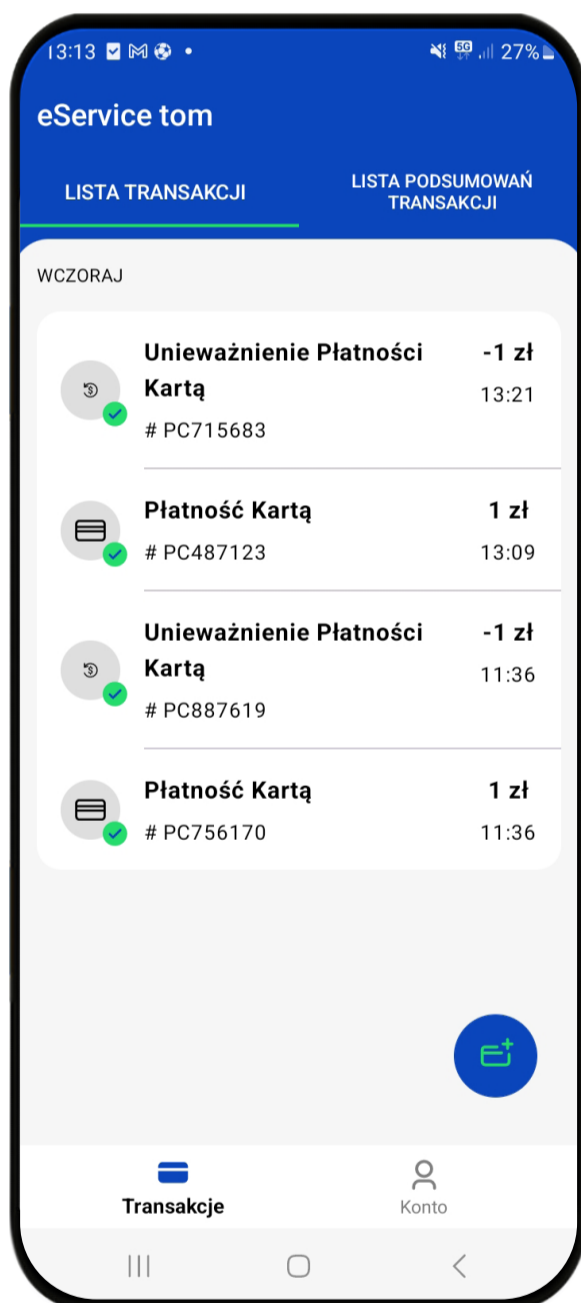 13:13
5G
27%
eService tom
LISTA TRANSAKCJI
LISTA PODSUMOWAŃ
TRANSAKCJI
WCZORAJ
Unieważnienie Płatności -1 zł
Kartą 13:21
# PC715683
Płatność Kartą 1 zł
# PC487123 13:09
Unieważnienie Płatności -1 zł
Kartą 11:36
# PC887619
Płatność Kartą 1 zł
# PC756170 11:36
Transakcje
Konto